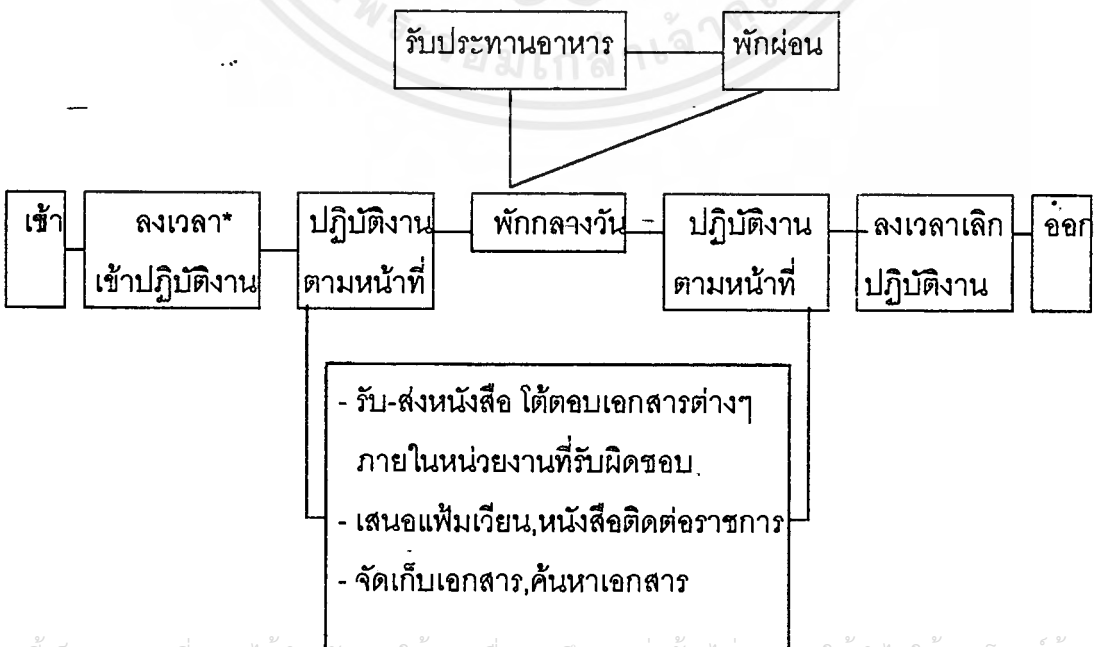 รับประทานอาหาร
พักผ่อน
เข้า
ลงเวลา*
เข้าปฏิบัติงาน
ปฏิบัติงาน
ตามหน้าที่
พักกลางวัน
ปฏิบัติงาน
ตามหน้าที่
ลงเวลาเลิก
ปฏิบัติงาน
ออก
- รับ-ส่งหนังสือ โต้ตอบเอกสารต่างๆ
ภายในหน่วยงานที่รับผิดชอบ
- เสนอแฟ้มเวียน,หนังสือติดต่อราชการ
- จัดเก็บเอกสาร,ค้นหาเอกสาร